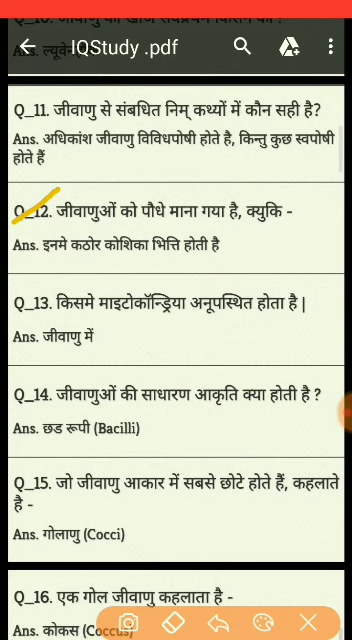 IQStudy .pdf
Q_11. जीवाणु से संबधित निम् कथ्यों में कौन सही है?
Ans. अधिकांश जीवाणु विविधपोषी होते है, किन्तु कुछ स्वपोषी
होते हैं
Q_12. जीवाणुओं को पौधे माना गया है, क्युकि -
Ans. इनमे कठोर कोशिका भित्ति होती है
Q_13. किसमे माइटोकॉन्ड्रिया अनूपस्थित होता है |
Ans. जीवाणु में
Q_14. जीवाणुओं की साधारण आकृति क्या होती है ?
Ans. छड रूपी (Bacilli)
Q_15. जो जीवाणु आकार में सबसे छोटे होते हैं, कहलाते
है -
Ans. गोलाणु (Cocci)
Q_16. एक गोल जीवाणु कहलाता है -
Ans. कोकस (Coccus)